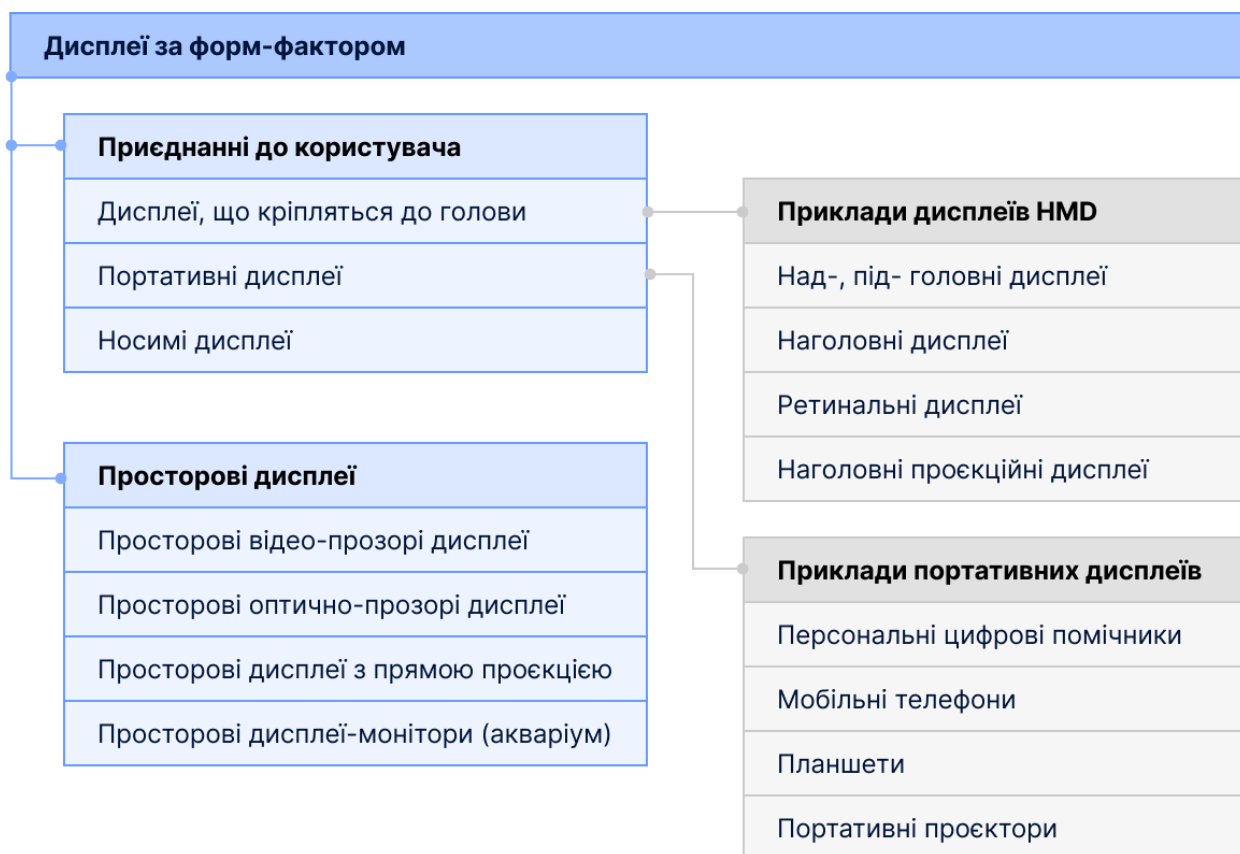 Дисплеї за форм-фактором
Приєднанні до користувача
Дисплеї, що кріпляться до голови
Портативні дисплеї
Носимі дисплеї
Просторові дисплеї
Просторові відео-прозорі дисплеї
Просторові оптично-прозорі дисплеї
Просторові дисплеї з прямою проєкцією
Просторові дисплеї-монітори (акваріум)
Приклади дисплеїв HMD
Над-, під- головні дисплеї
Наголовні дисплеї
Ретинальні дисплеї
Наголовні проєкційні дисплеї
Приклади портативних дисплеїв
Персональні цифрові помічники
Мобільні телефони
Планшети
Портативні проєктори